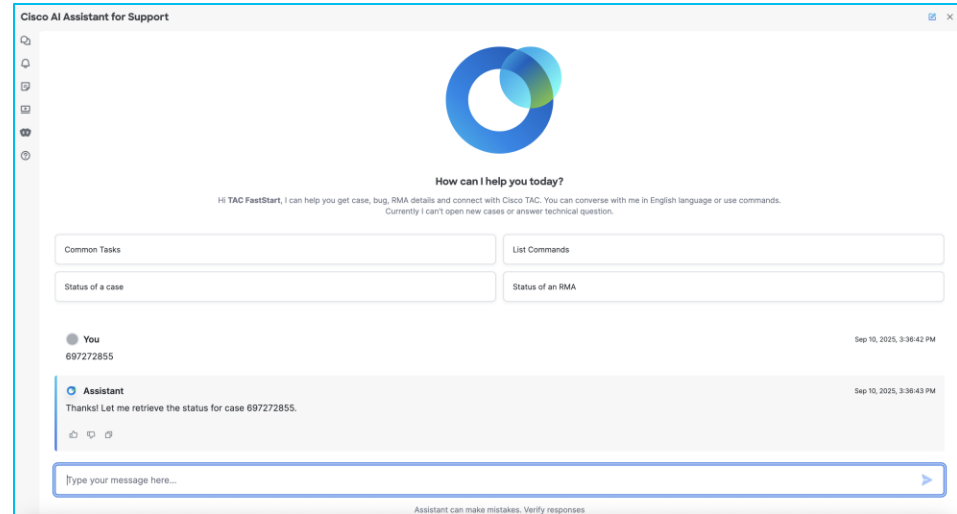 Cisco AI Assistant for Support
How can I help you today?
Hi TAC FastStart, I can help you get case, bug, RMA details and connect with Cisco TAC. You can converse with me in English language or use commands.
Currently I can't open new cases or answer technical question.
Common Tasks
List Commands
Status of a case
Status of an RMA
You
Sep 10, 2025, 3:36:42 PM
697272855
Assistant
Sep 10, 2025, 3:36:43 PM
Thanks! Let me retrieve the status for case 697272855.
Type your message here...
Assistant can make mistakes. Verify responses